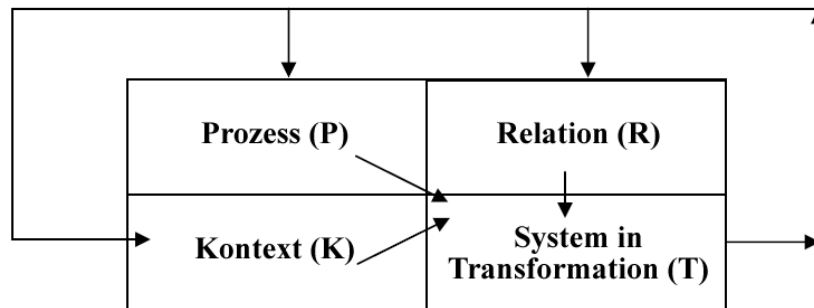 Prozess (P)
Relation (R)
Kontext (K)
System in
Transformation (T)